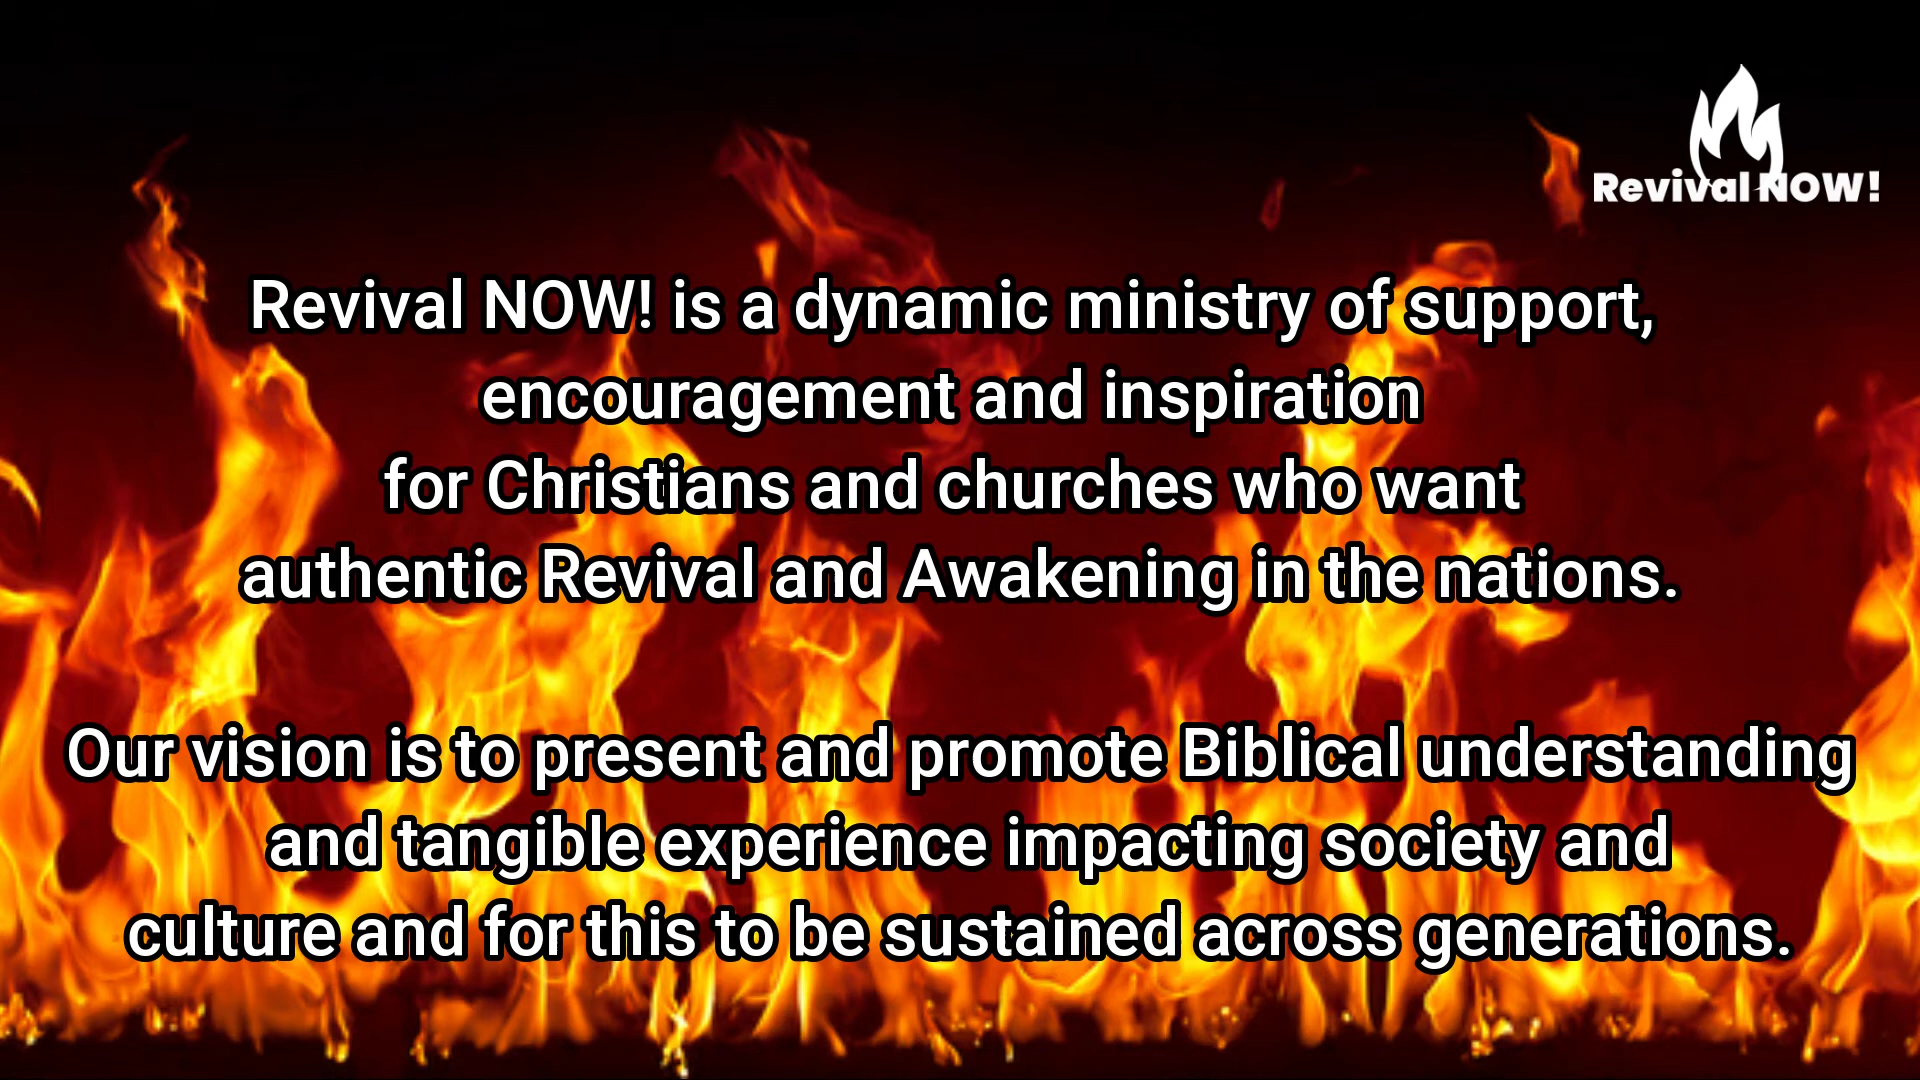 Revival NOW!
Revival NOW! is a dynamic ministry of support,
encouragement and inspiration
for Christians and churches who want
authentic Revival and Awakening in the nations.
Our vision is to present and promote Biblical understanding
and tangible experience impacting society and
culture and for this to be sustained across generations.